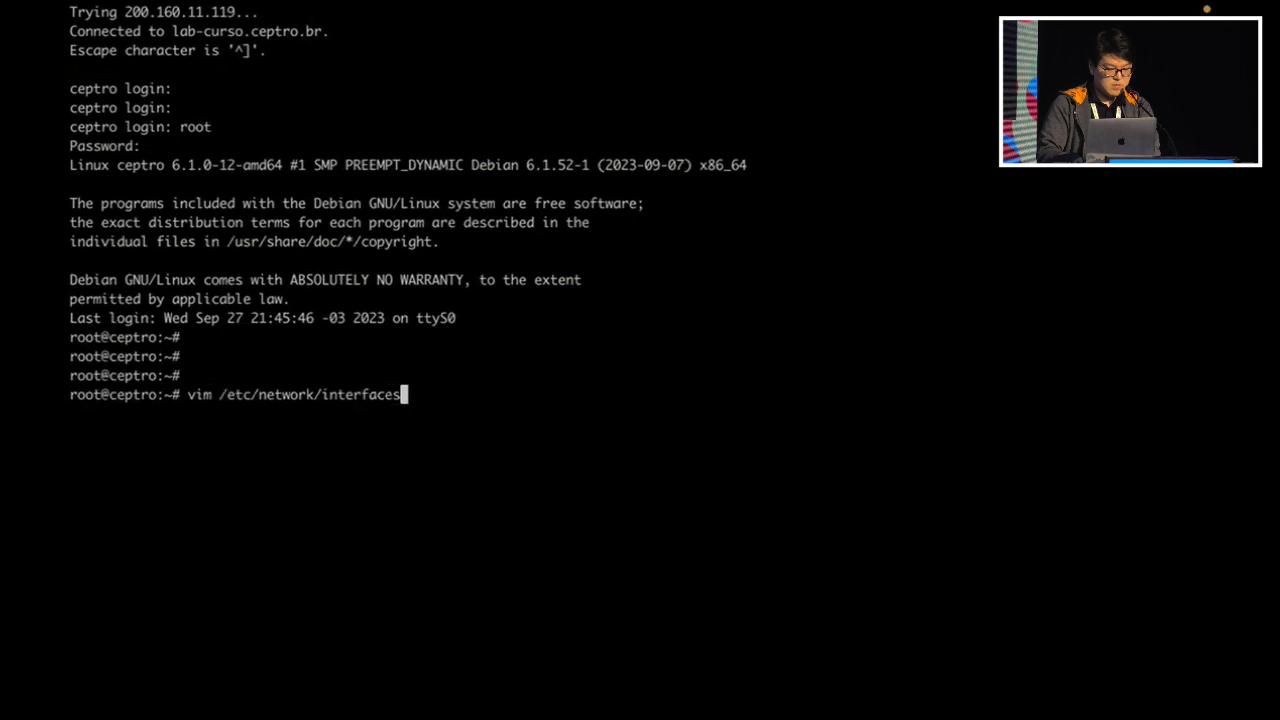 Trying 200.160.11.119...
Connected to lab-curso.ceptro.br.
Escape character is '^]'.
ceptro login:
ceptro login:
ceptro login: root
Password:
Linux ceptro 6.1.0-12-amd64 #1 SMP PREEMPT_DYNAMIC Debian 6.1.52-1 (2023-09-07) x86_64
The programs included with the Debian GNU/Linux system are free software;
the exact distribution terms for each program are described in the
individual files in /usr/share/doc/*/copyright.
Debian GNU/Linux comes with ABSOLUTELY NO WARRANTY, to the extent
permitted by applicable law.
Last login: Wed Sep 27 21:45:46 -03 2023 on ttyS0
root@ceptro:~#
root@ceptro:~#
root@ceptro:~#
root@ceptro:~# vim /etc/network/interfaces